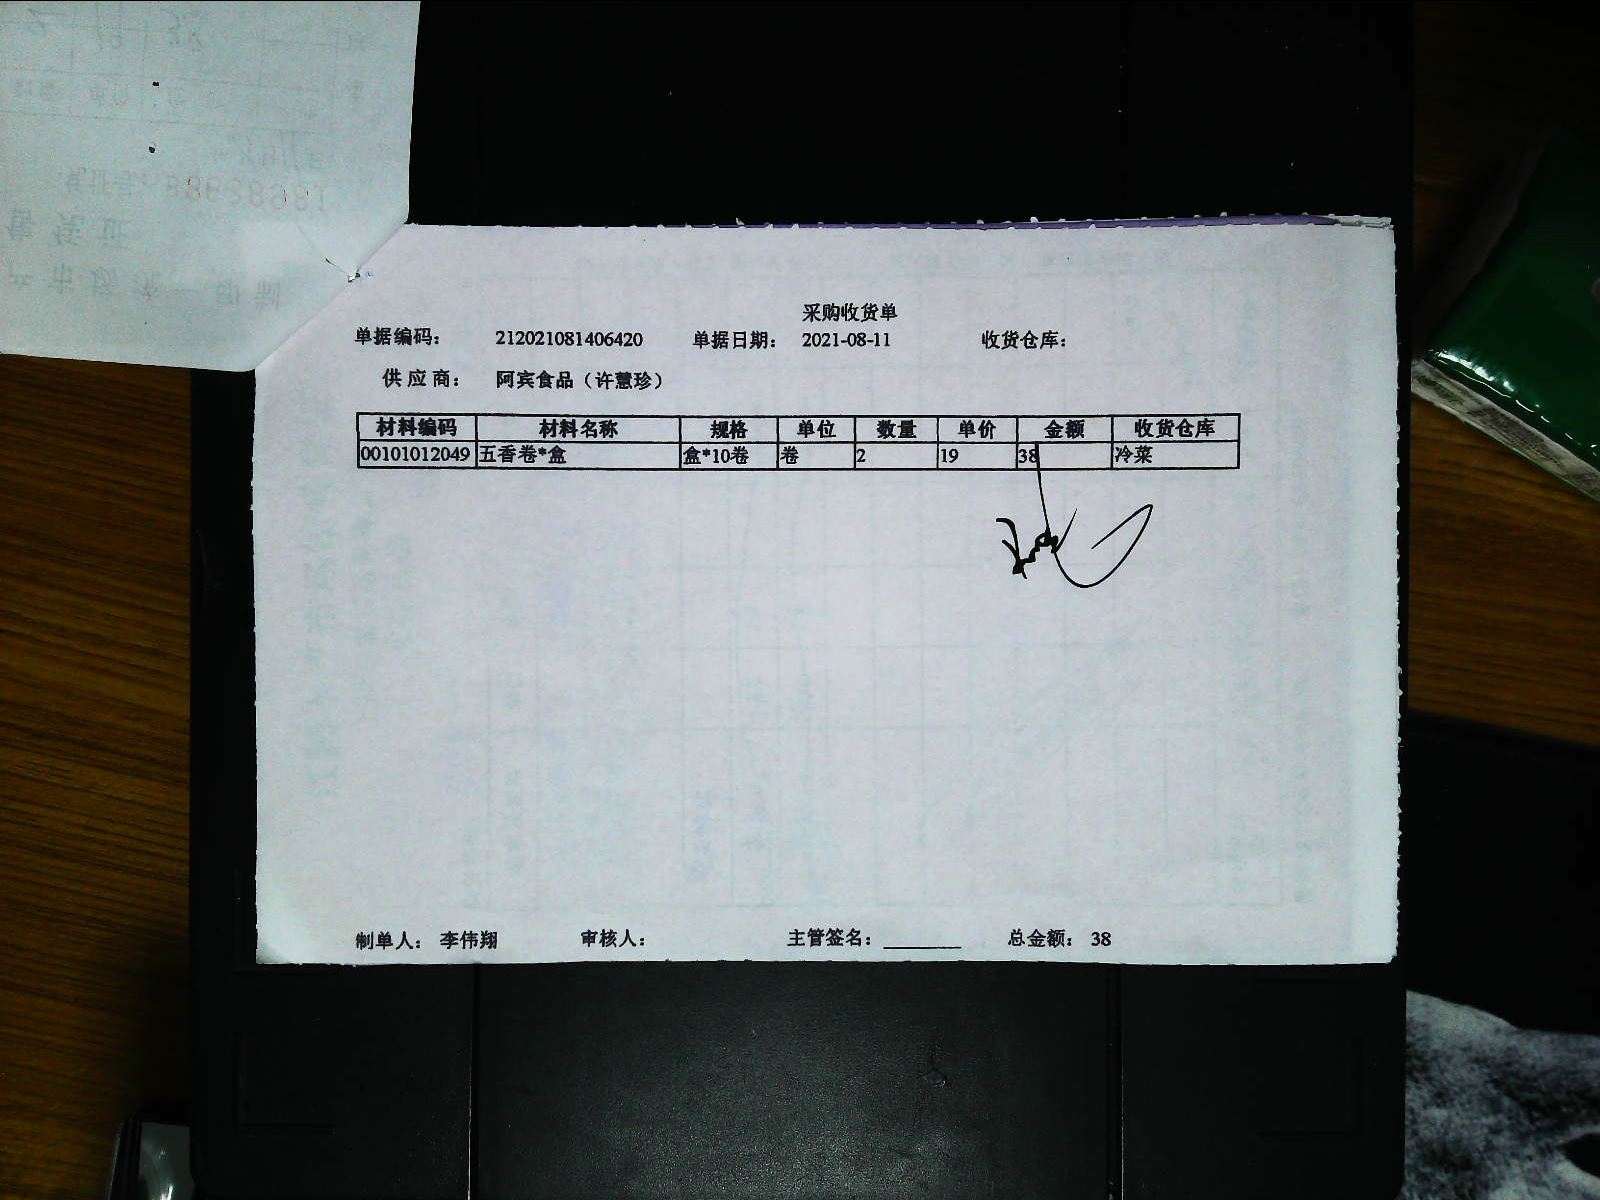 采购收货单
单据编码： 212021081406420 单据日期： 2021-08-11 收货仓库：
供应商： 阿宾食品（许慧珍）
材料编码 材料名称 规格 单位 数量 单价 金额 收货仓库
00101012049 五香卷*盒 盒*10卷 卷 2 19 38 冷菜
制单人： 李伟翔 审核人： 主管签名：________ 总金额： 38